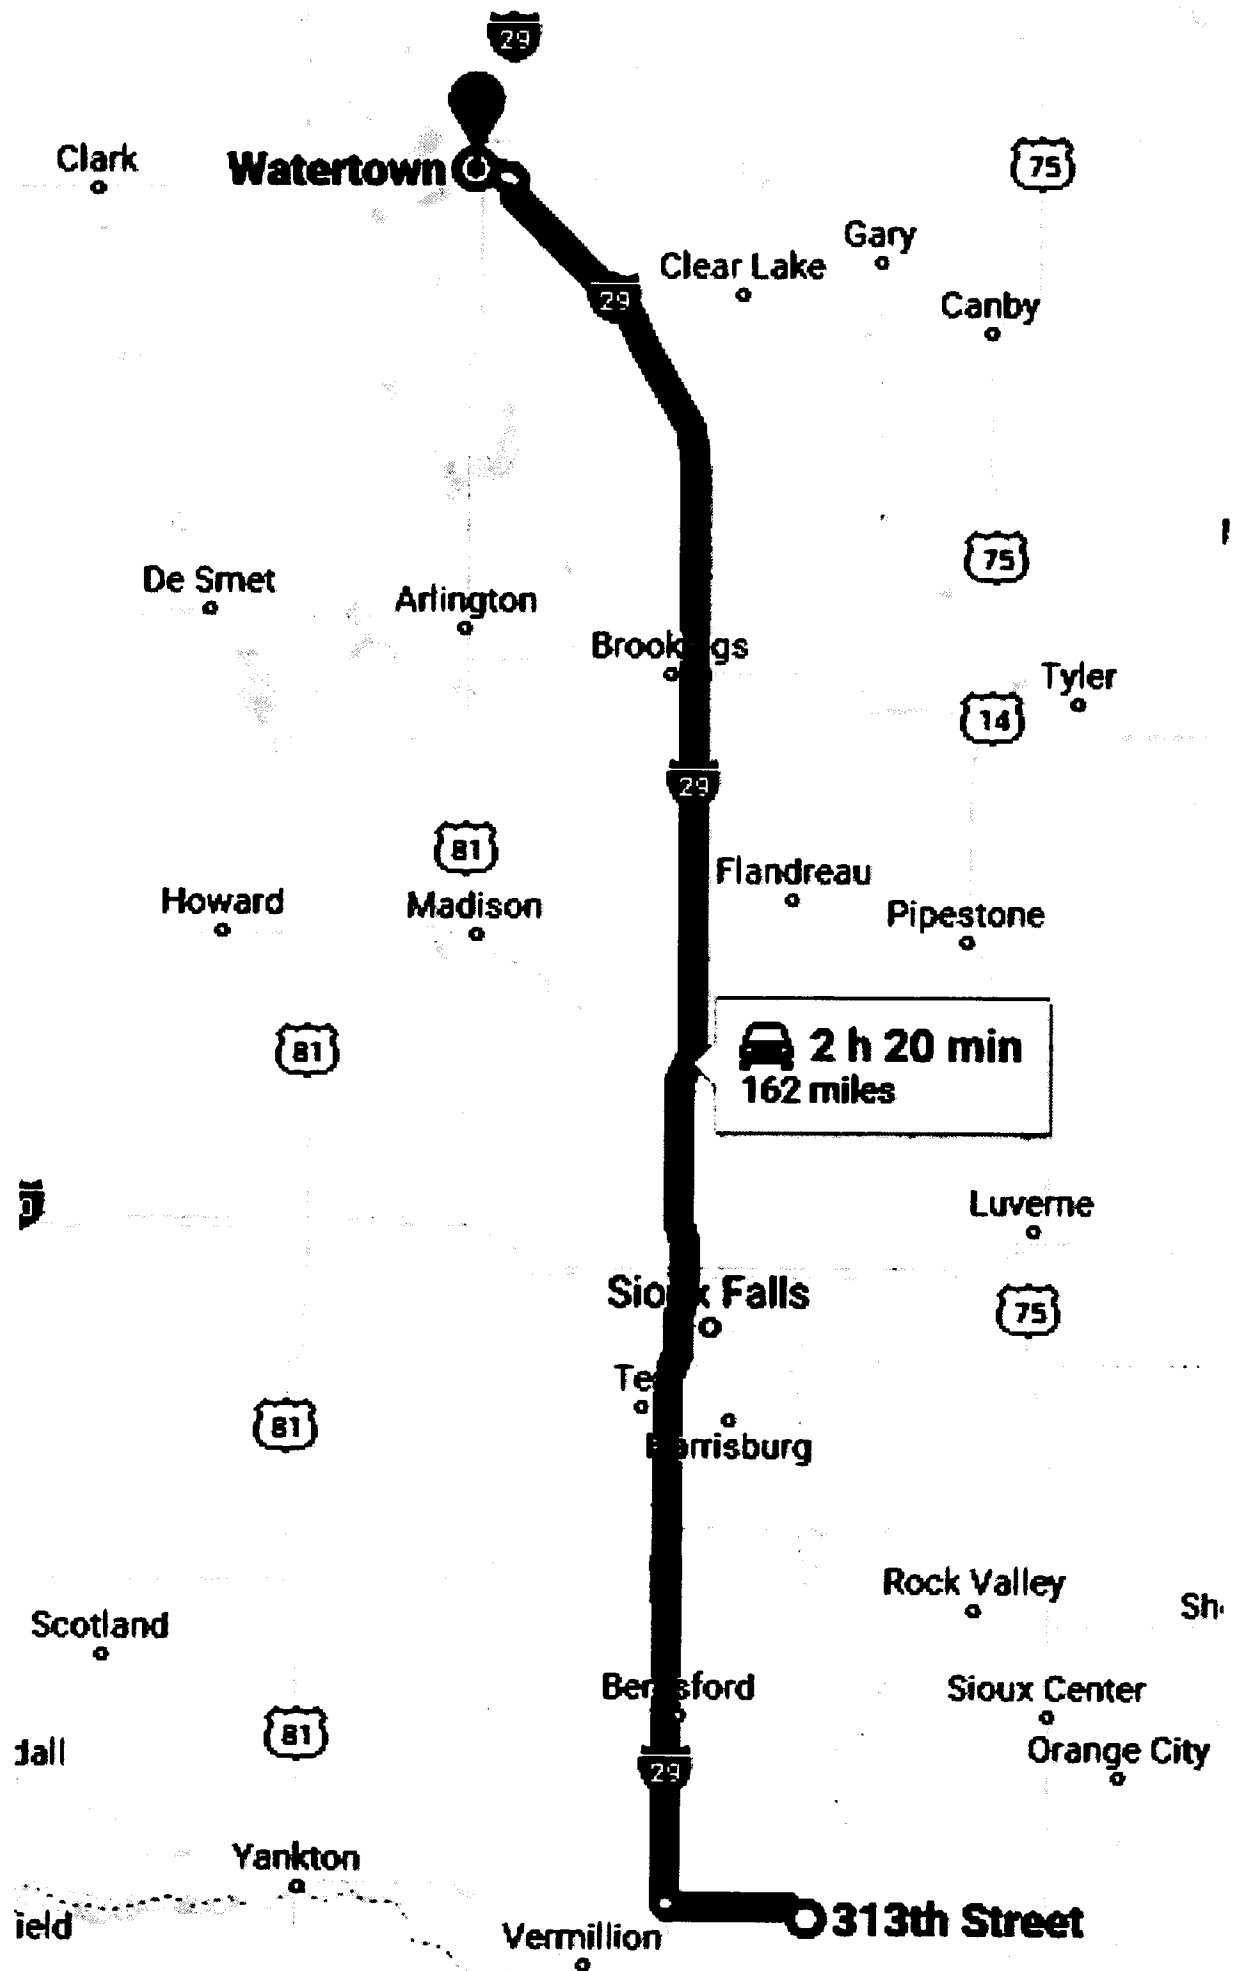 29
Clark
Watertown
75
Gary
Clear Lake
29
Canby
75
De Smet
Arlington
Tyler
14
29
81
Flandreau
Howard
Madison
Pipestone
81
2 h 20 min
162 miles
Luverne
Falls
75
81
Rock Valley
Scotland
Sioux Center
81
Orange City
29
Yankton
313th Street
Vermillion